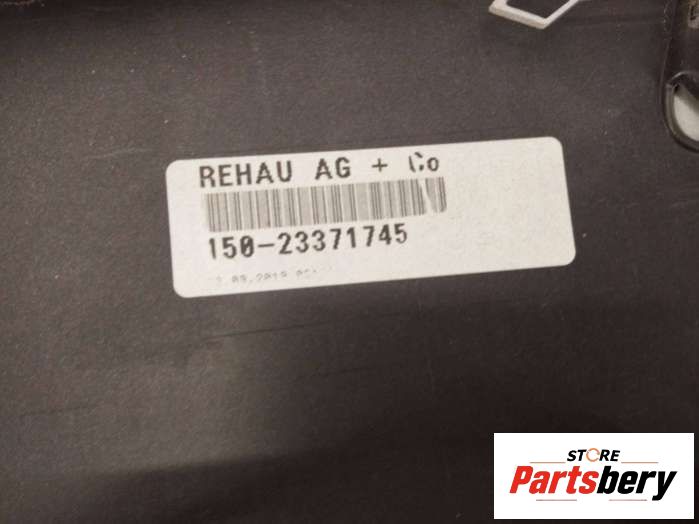 REHAU AG + Co
150-23371745
STORE
Partsbery